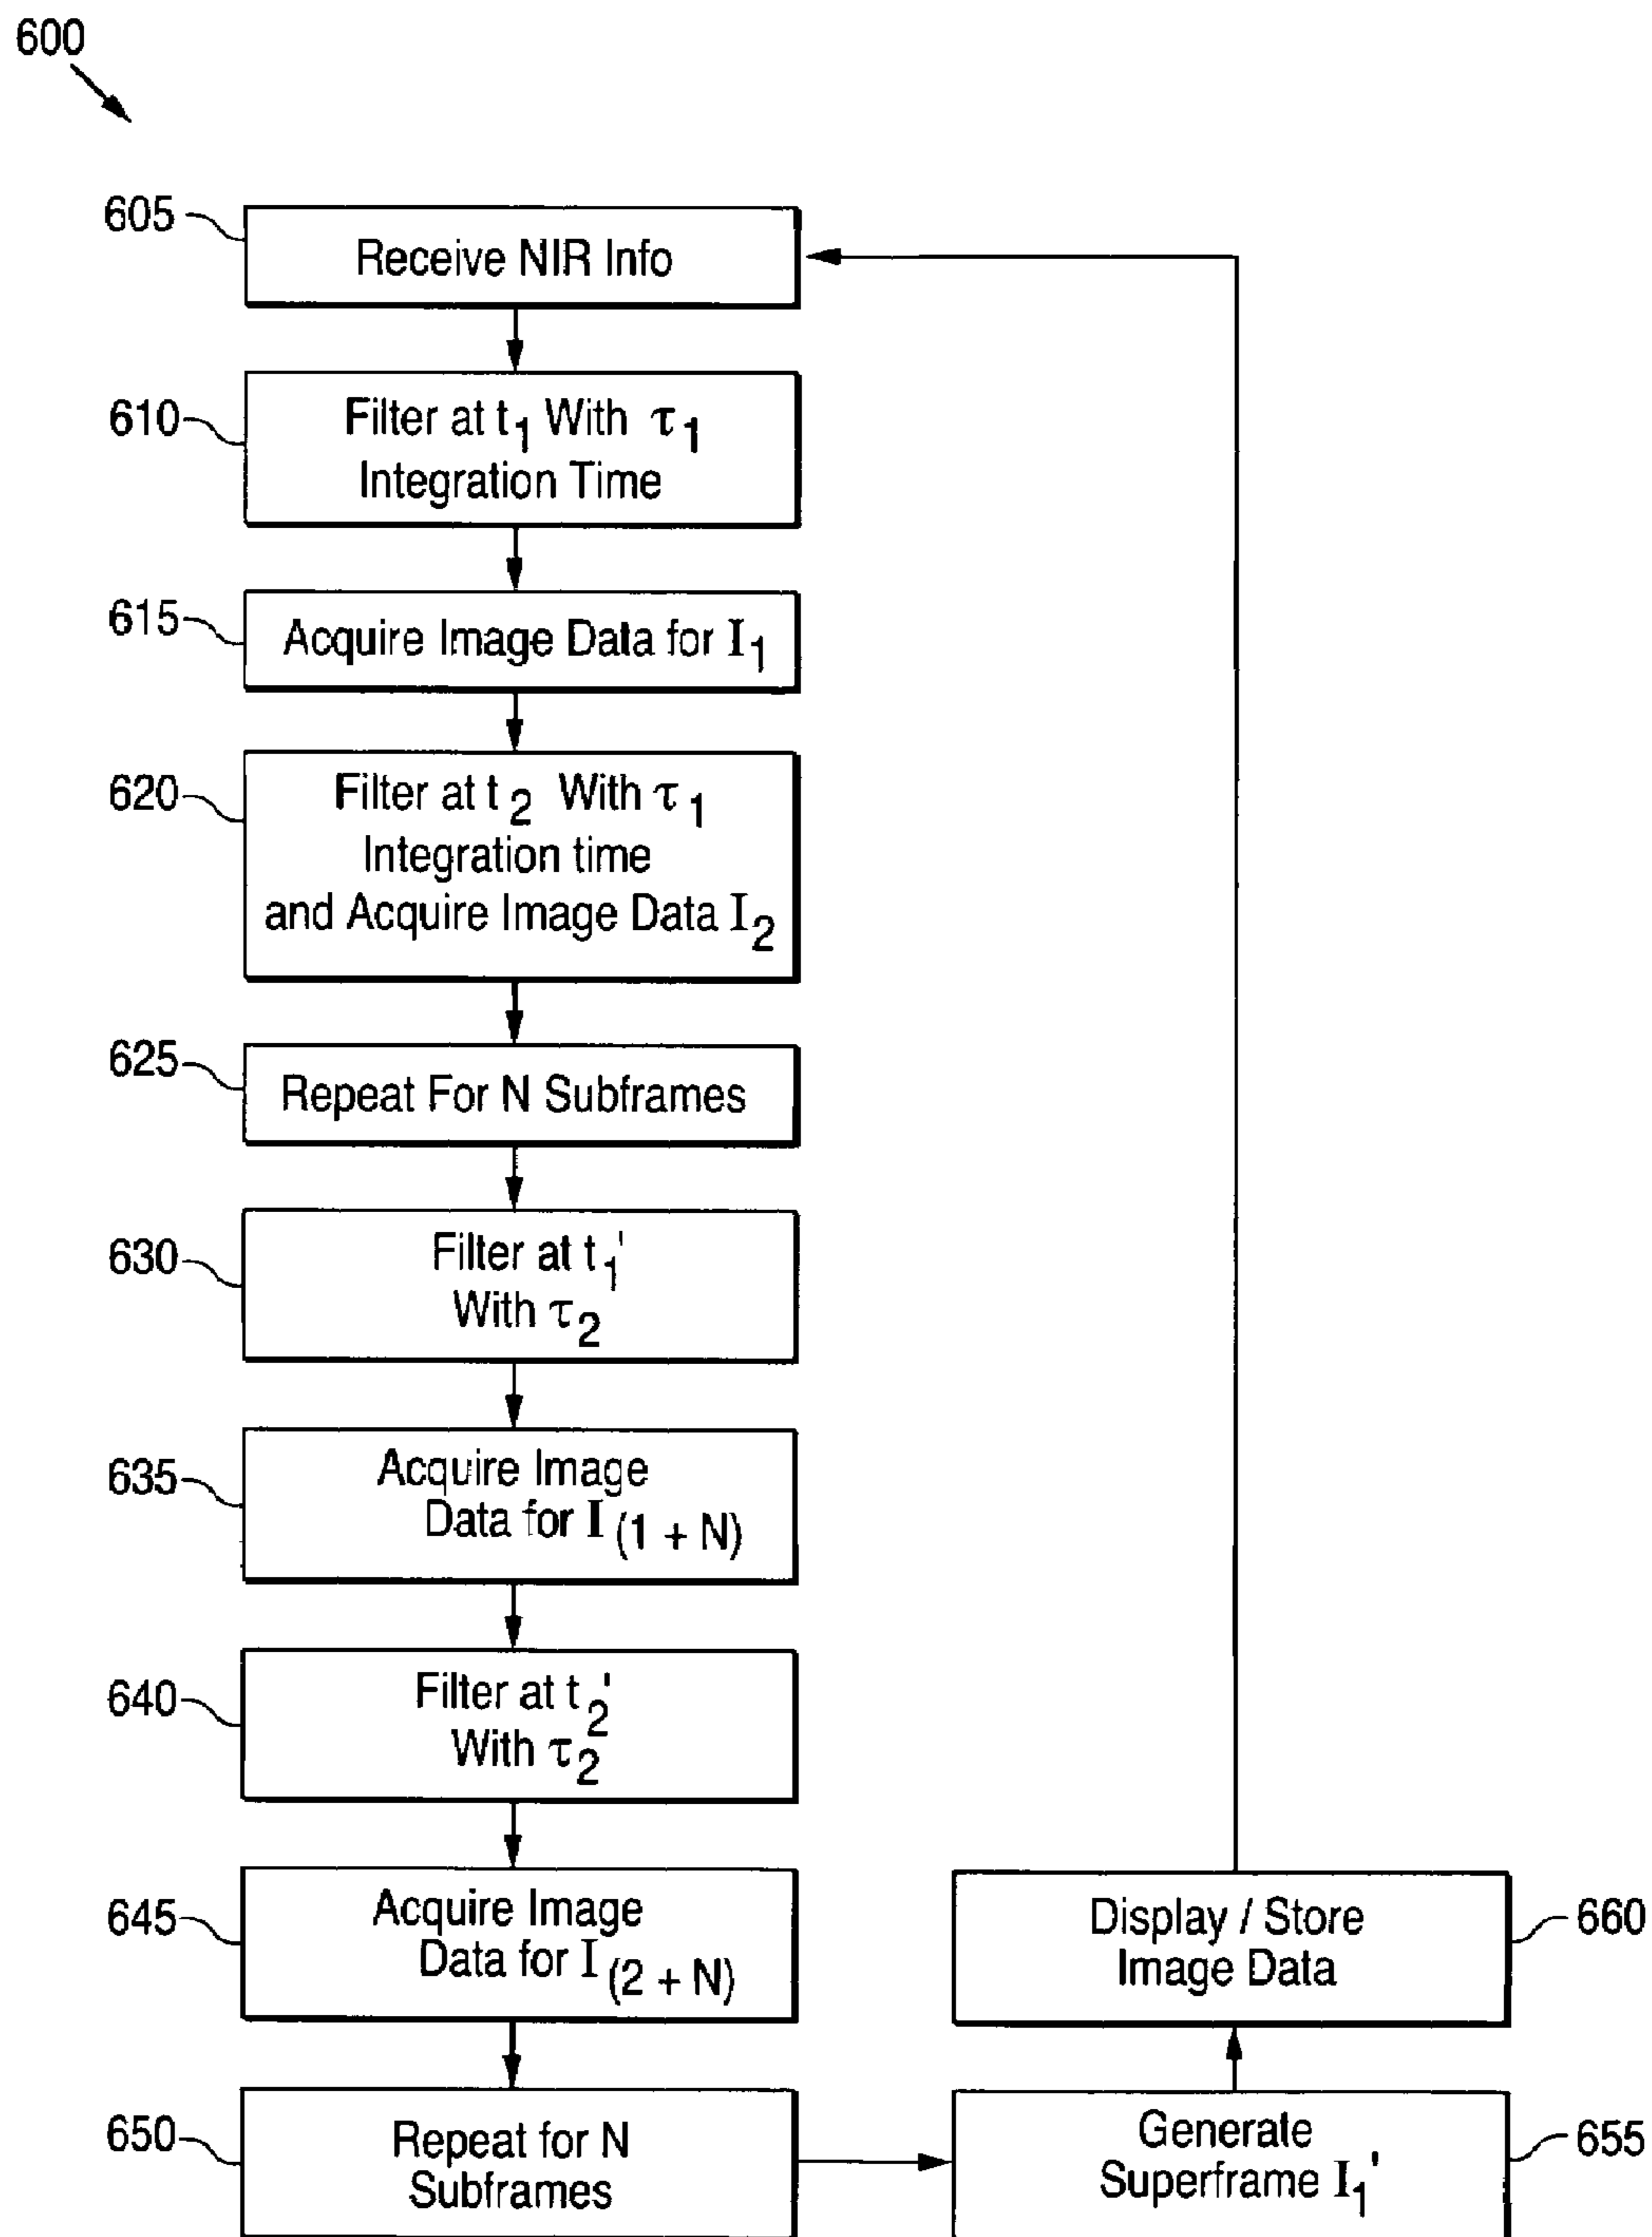 600
605
Receive NIR Info
610
Filter at t₁ With τ₁
Integration Time
615
Acquire Image Data for I₁
620
Filter at t₂ With τ₁
Integration time
and Acquire Image Data I₂
625
Repeat For N Subframes
630
Filter at t₁'
With τ₂
635
Acquire Image
Data for I₍₁ ₊ N₎
640
Filter at t₂'
With τ₂
645
Acquire Image
Data for I₍₂ ₊ N₎
650
Repeat for N
Subframes
Generate
Superframe I₁'
655
Display / Store
Image Data
660